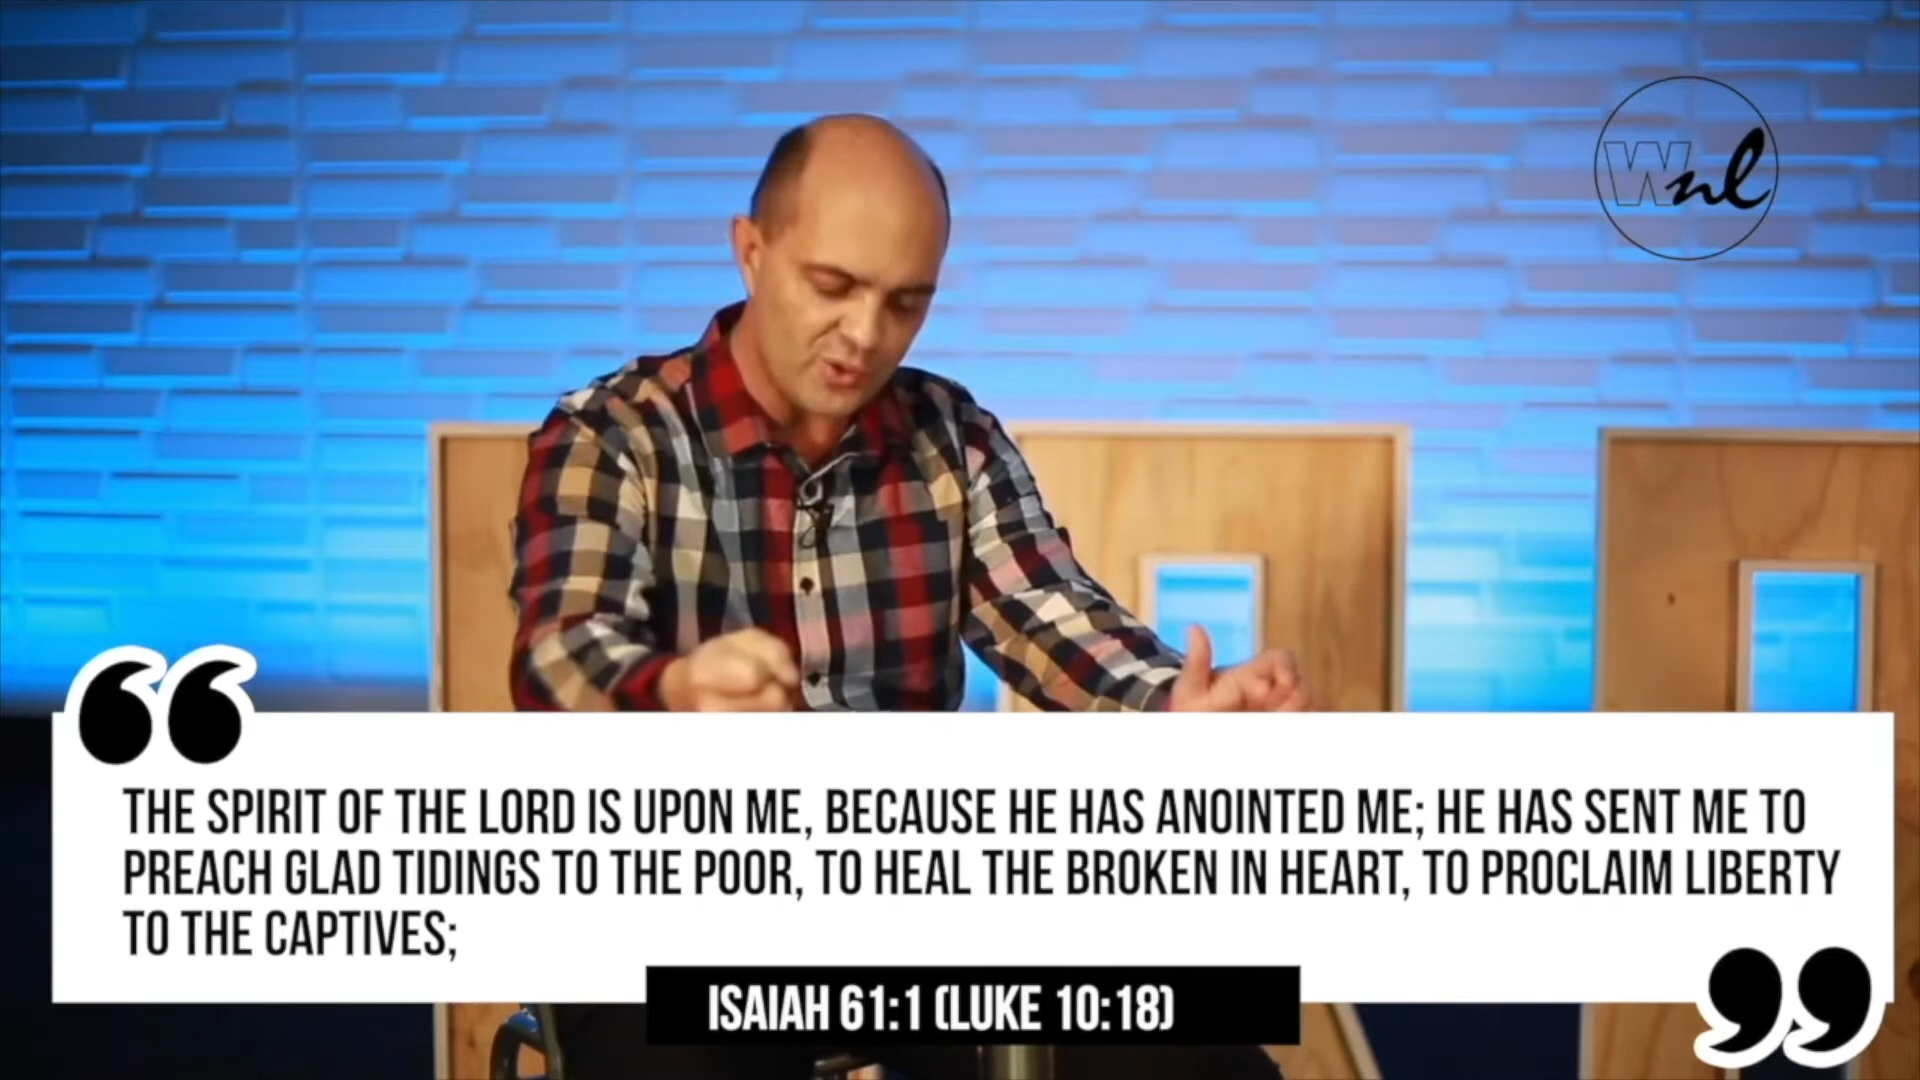 Wnl
THE SPIRIT OF THE LORD IS UPON ME, BECAUSE HE HAS ANOINTED ME; HE HAS SENT ME TO
PREACH GLAD TIDINGS TO THE POOR, TO HEAL THE BROKEN IN HEART, TO PROCLAIM LIBERTY
TO THE CAPTIVES;
ISAIAH 61:1 (LUKE 10:18)